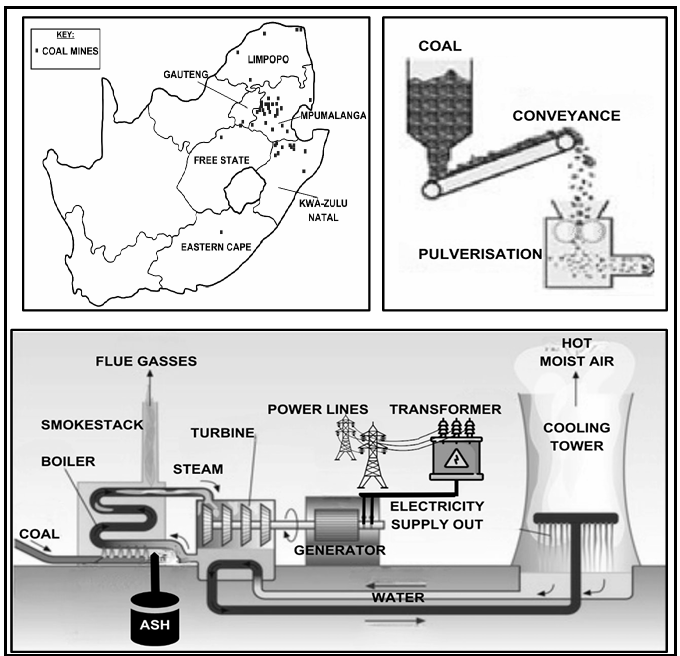 KEY:
COAL MINES
LIMPOPO
GAUTENG
MPUMALANGA
FREE STATE
KWA-ZULU
NATAL
EASTERN CAPE
COAL
CONVEYANCE
PULVERISATION
FLUE GASSES
SMOKESTACK
BOILER
COAL
ASH
STEAM
TURBINE
GENERATOR
POWER LINES
TRANSFORMER
ELECTRICITY
SUPPLY OUT
WATER
HOT
MOIST AIR
COOLING
TOWER